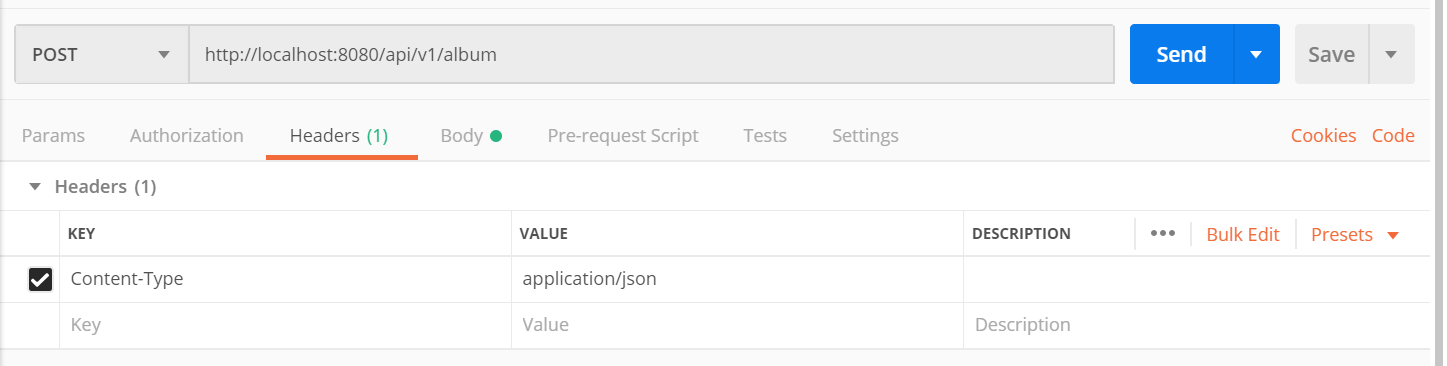 POST http://localhost:8080/api/v1/album Send Save
Params Authorization Headers (1) Body Pre-request Script Tests Settings Cookies Code
Headers (1)
KEY VALUE DESCRIPTION ••• Bulk Edit Presets
Content-Type application/json
Key Value Description